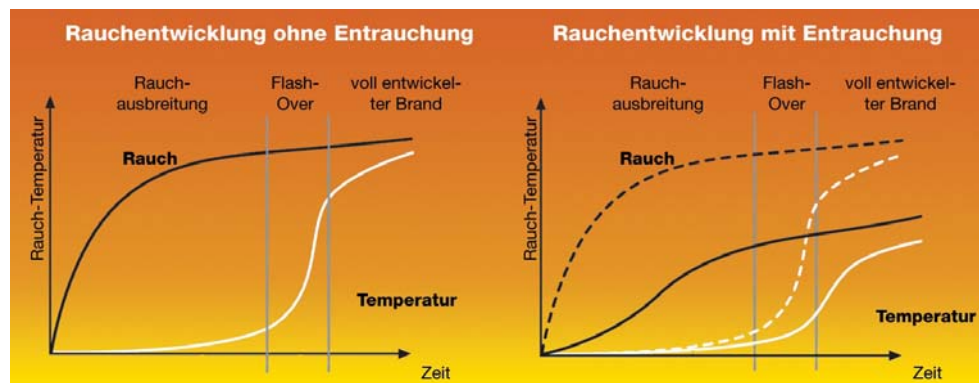 Rauchentwicklung ohne Entrauchung
Rauch-
ausbreitung
Flash-
Over
voll entwickel-
ter Brand
Rauch-Temperatur
Rauch
Temperatur
Zeit
Rauchentwicklung mit Entrauchung
Rauch-
ausbreitung
Flash-
Over
voll entwickel-
ter Brand
Rauch-Temperatur
Rauch
Temperatur
Zeit